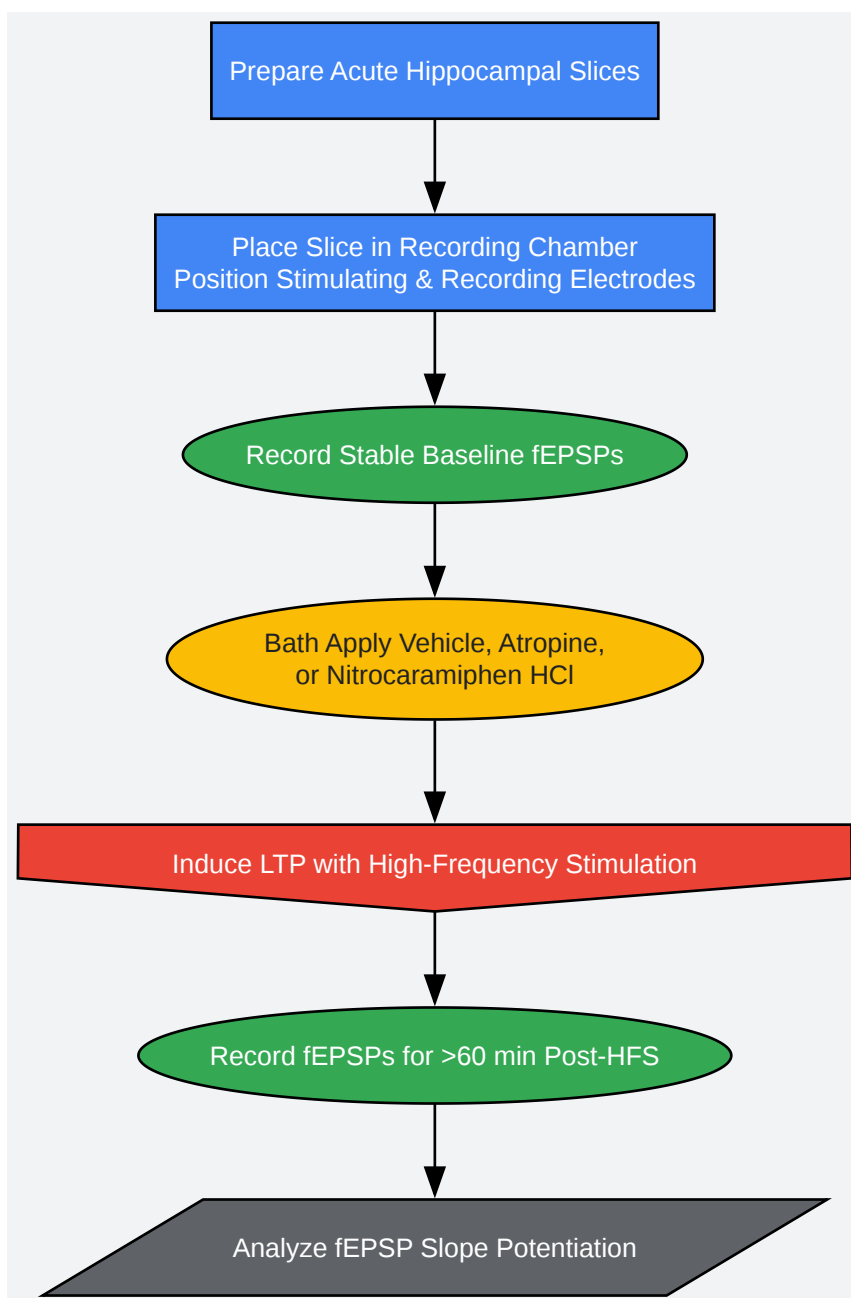 Prepare Acute Hippocampal Slices
Place Slice in Recording Chamber
Position Stimulating & Recording Electrodes
Record Stable Baseline fEPSPs
Bath Apply Vehicle, Atropine,
or Nitrocaramiphen HCl
Induce LTP with High-Frequency Stimulation
Record fEPSPs for >60 min Post-HFS
Analyze fEPSP Slope Potentiation